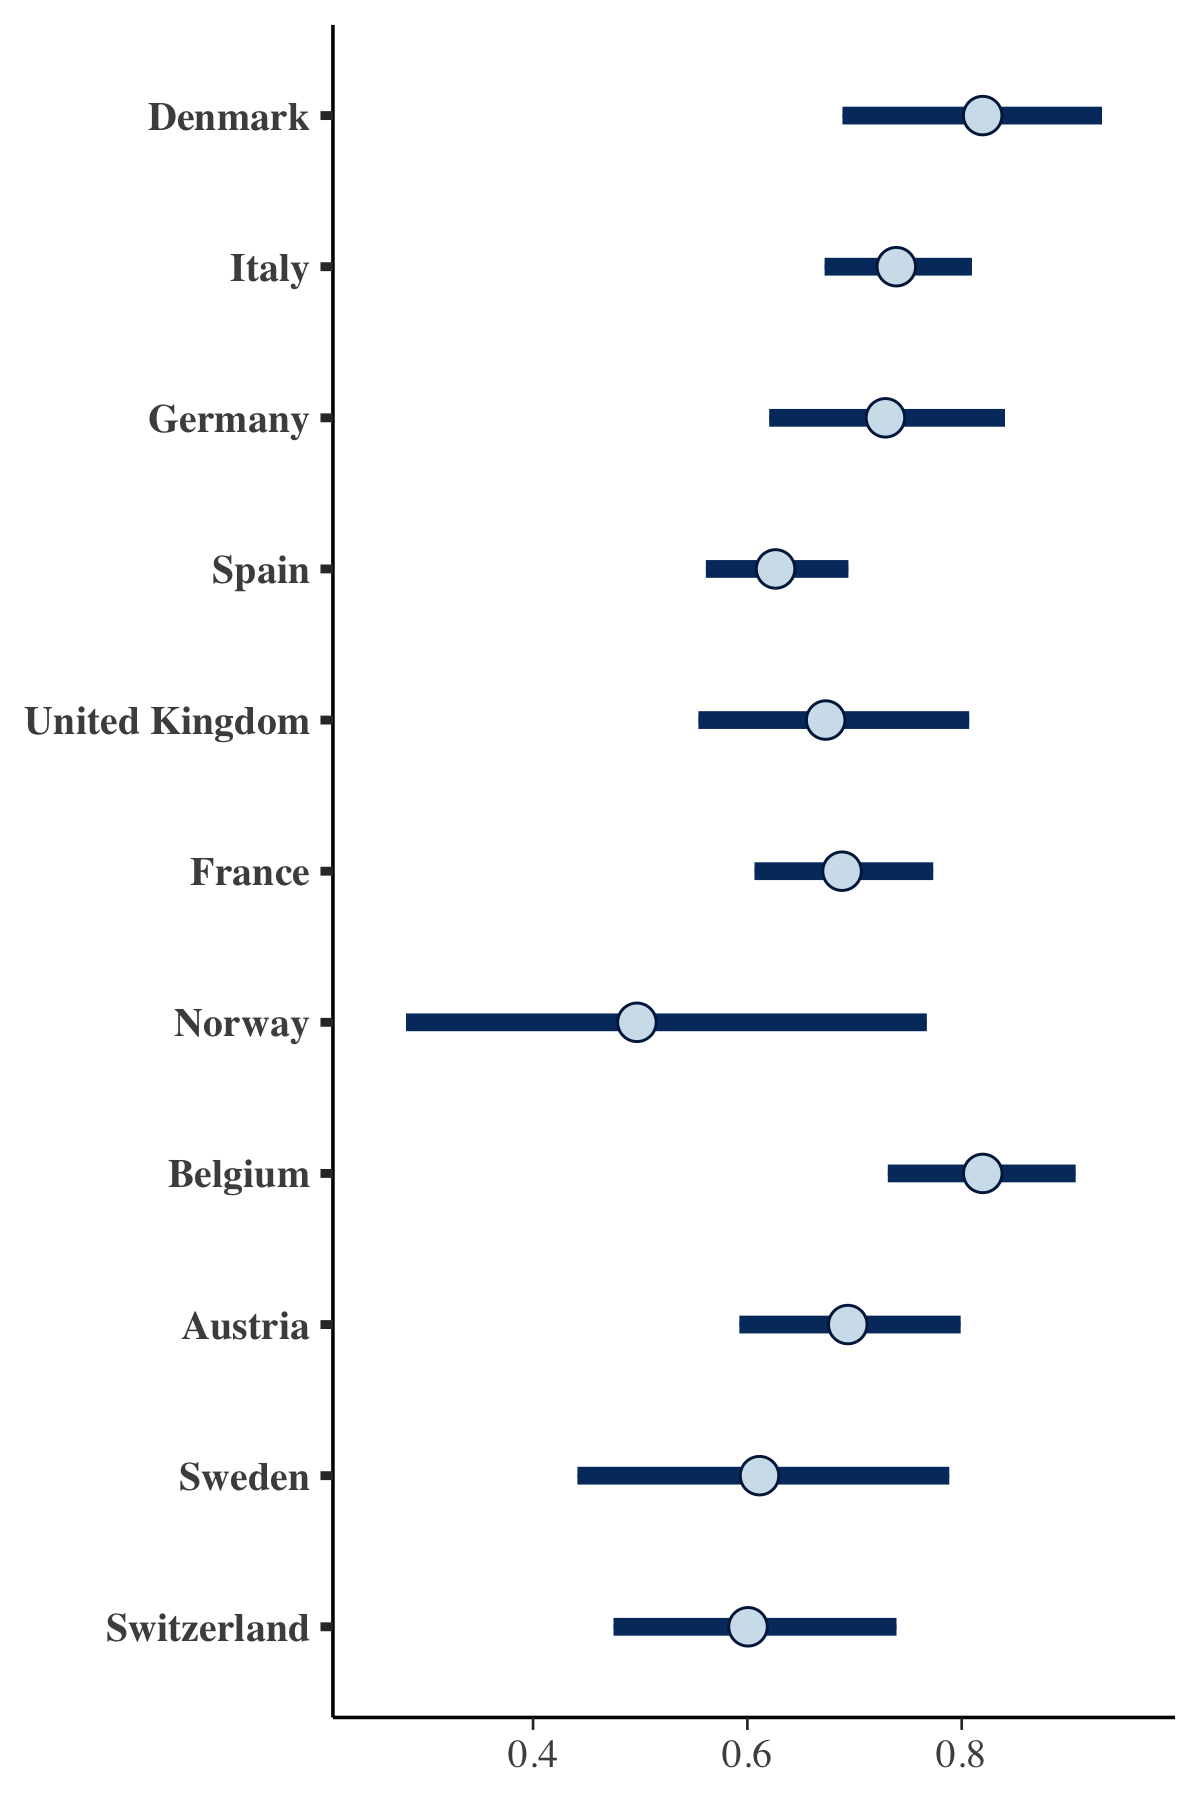 Denmark
Italy
Germany
Spain
United Kingdom
France
Norway
Belgium
Austria
Sweden
Switzerland
0.4 0.6 0.8